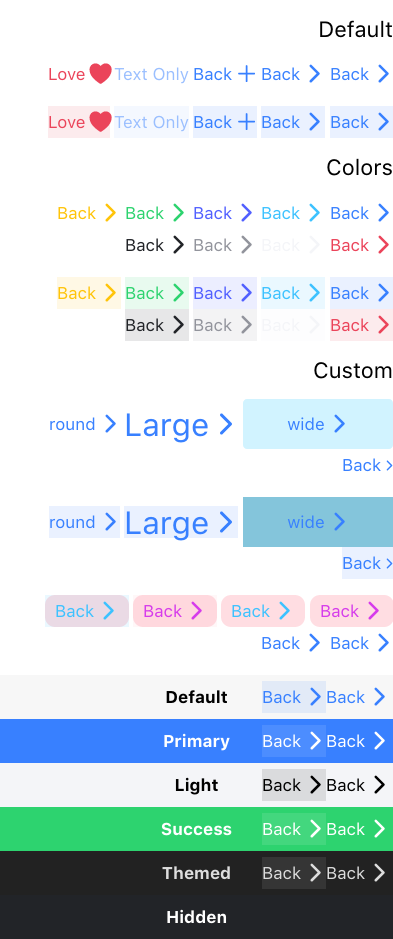 Default
Love Text Only Back Back Back
Love Text Only Back Back Back
Colors
Back Back Back Back Back
Back Back Back Back
Back Back Back Back Back
Back Back Back Back
Custom
round Large wide
Back
round Large wide
Back
Back Back Back Back
Back Back
Default Back Back
Primary Back Back
Light Back Back
Success Back Back
Themed Back Back
Hidden